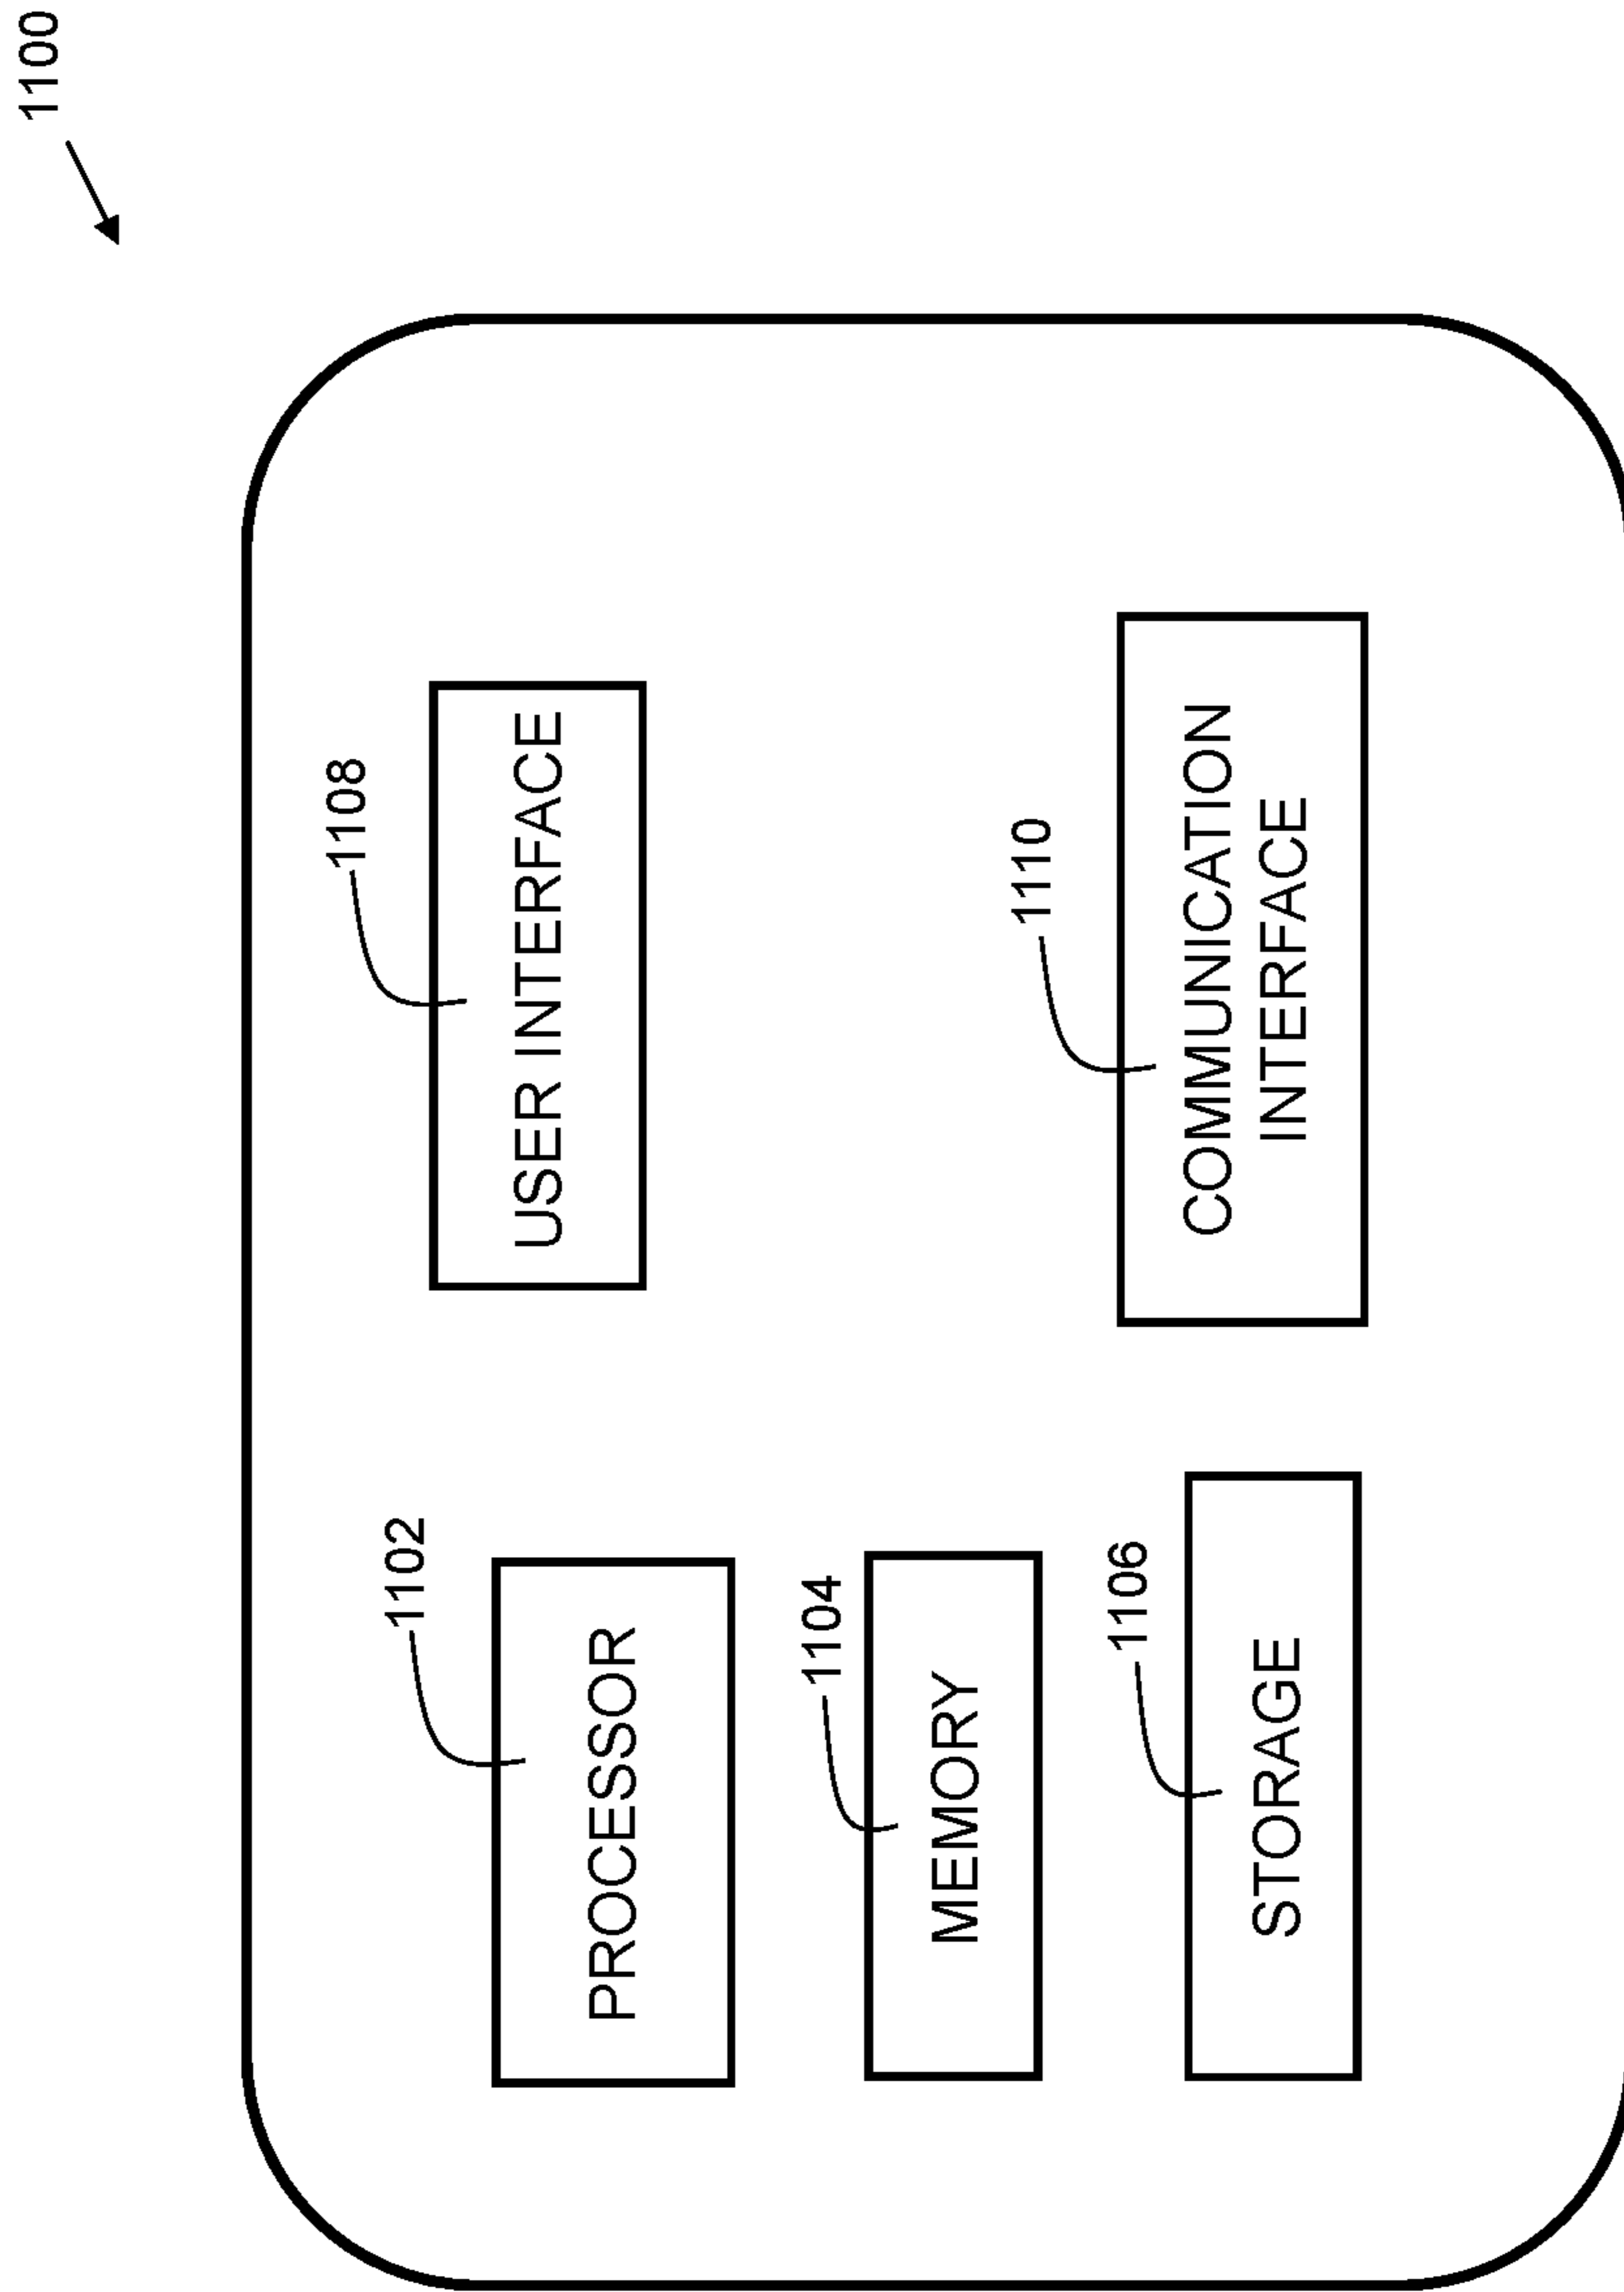 1100
1102
PROCESSOR
1104
MEMORY
1106
STORAGE
1108
USER INTERFACE
1110
COMMUNICATION
INTERFACE